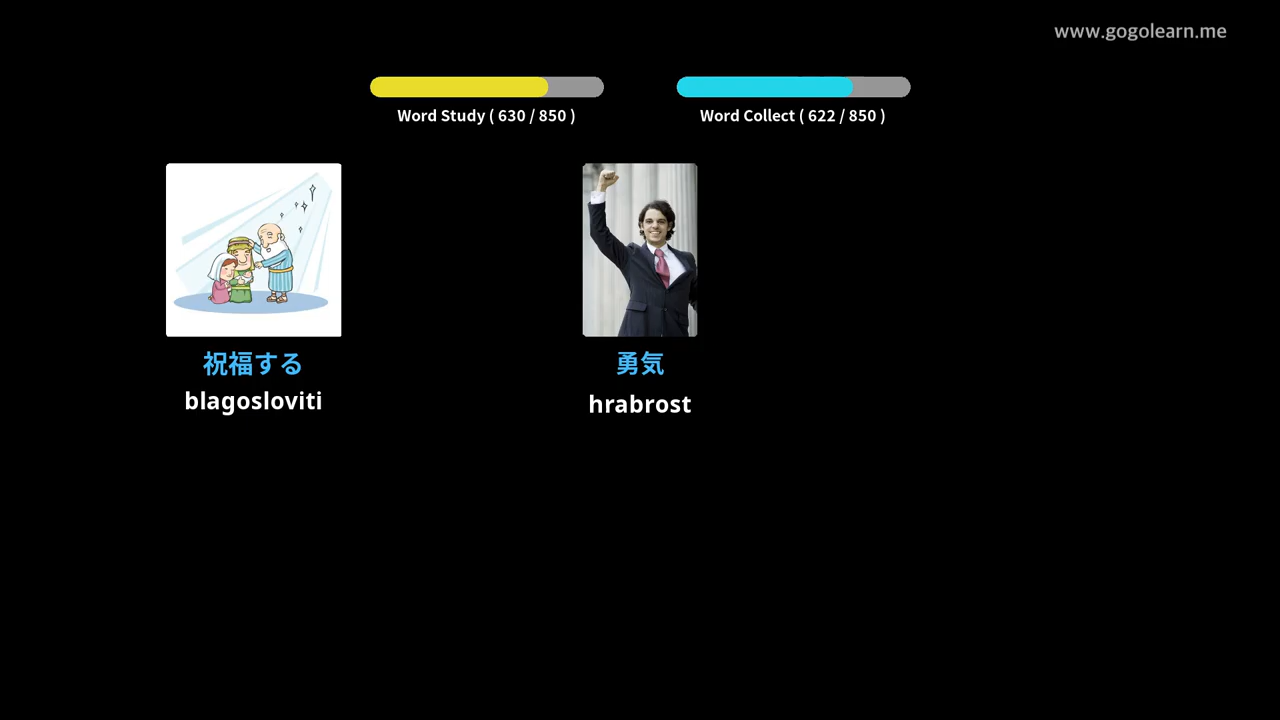 www.gogolearn.me
Word Study ( 630 / 850 )
Word Collect ( 622 / 850 )
祝福する
blagosloviti
勇気
hrabrost